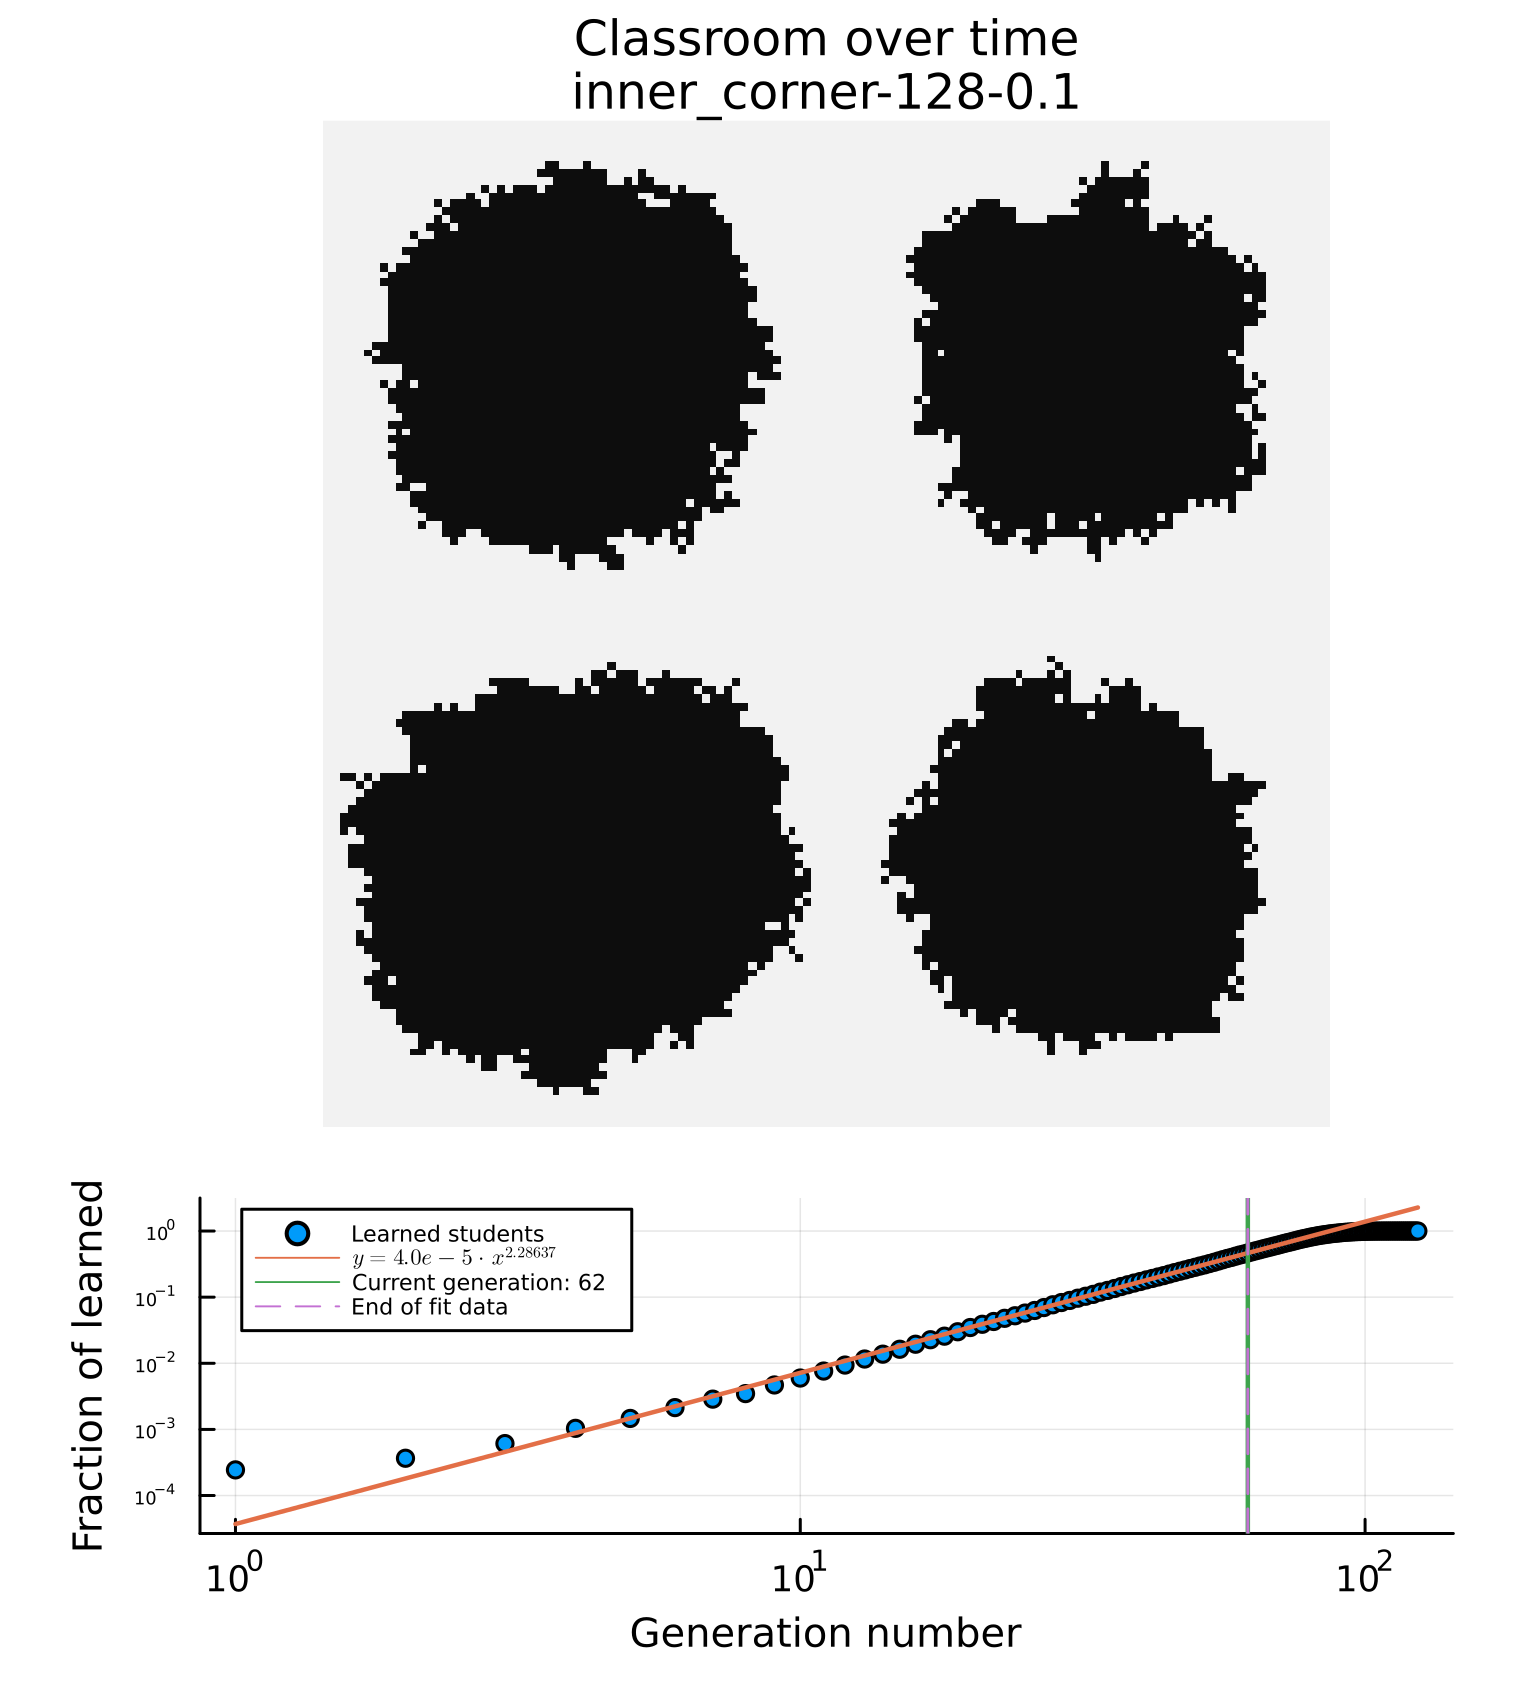 Classroom over time
inner_corner-128-0.1
Fraction of learned
10^0
10^−1
10^−2
10^−3
10^−4
Learned students
y = 4.0e − 5 · x^2.28637
Current generation: 62
End of fit data
10^0 10^1 10^2
Generation number